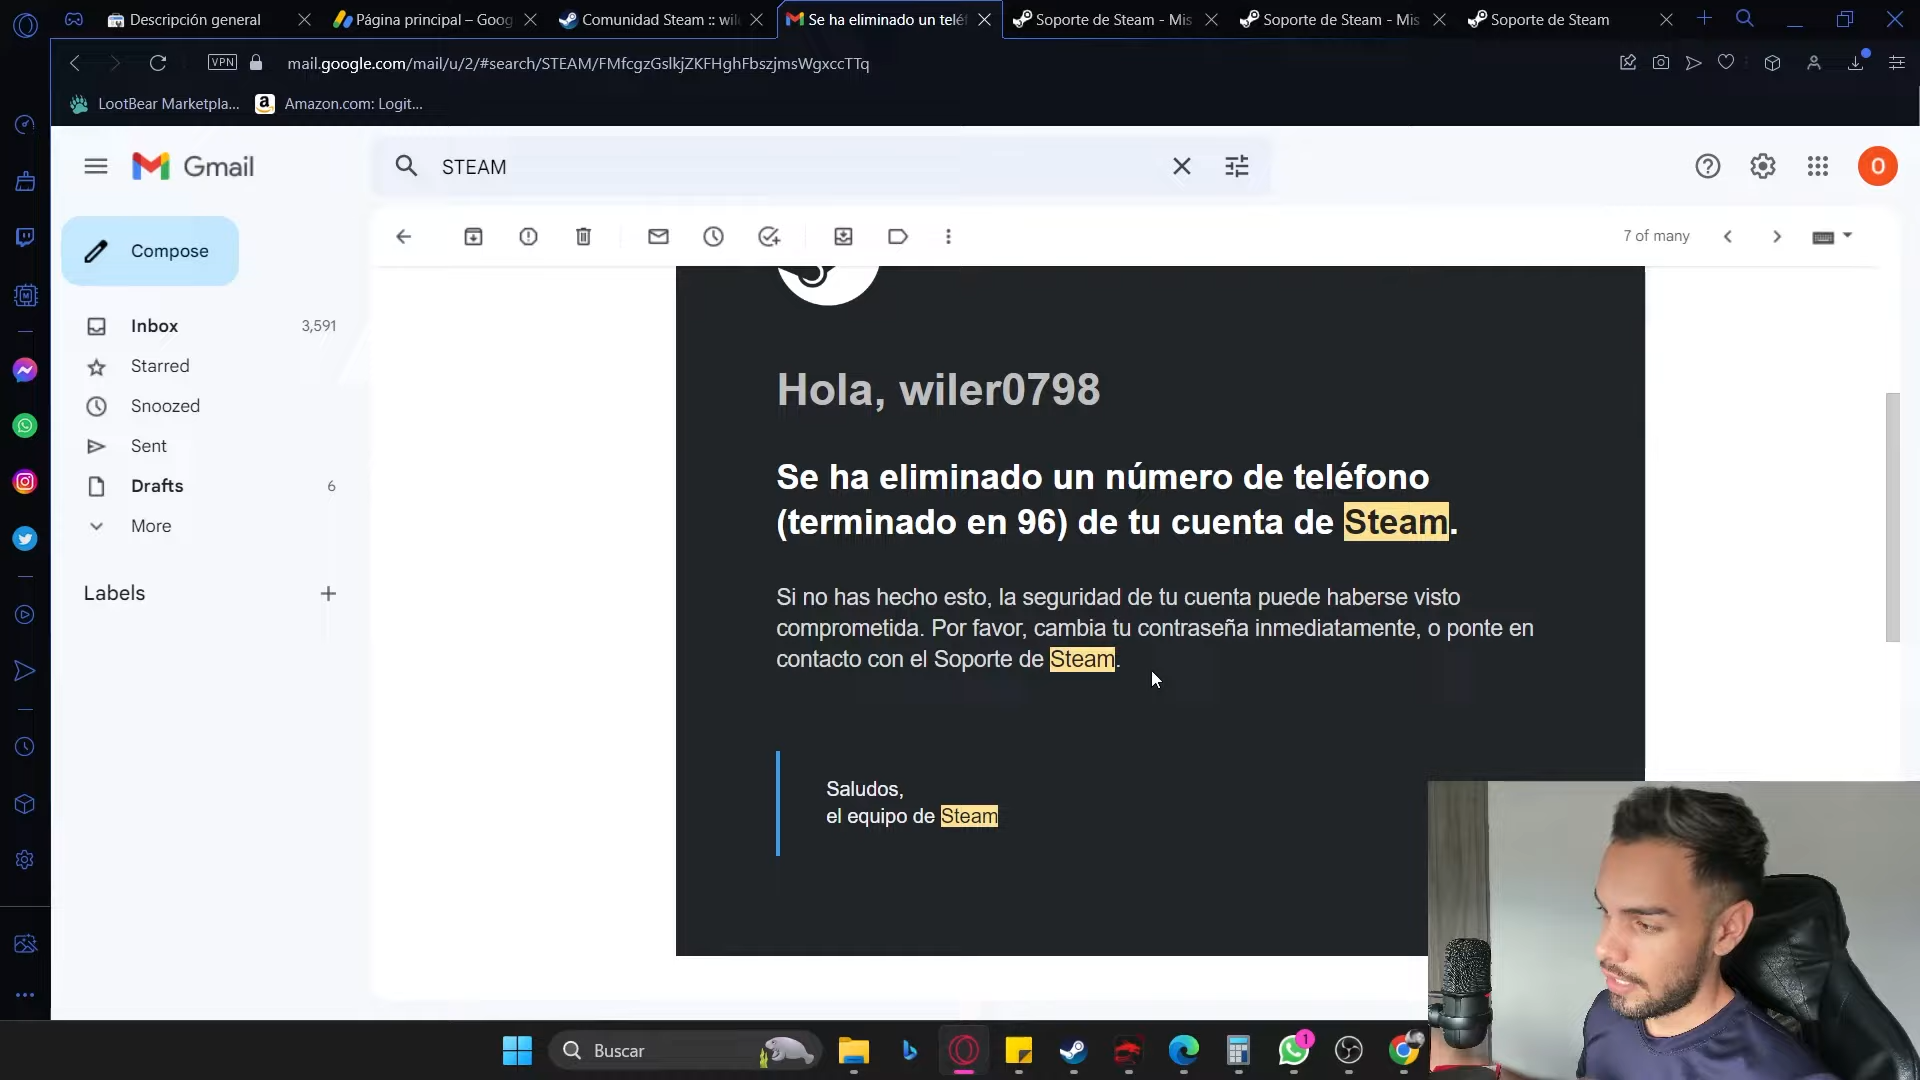 Descripción general
Página principal – Goog
Comunidad Steam :: wil
Se ha eliminado un teléf
Soporte de Steam - Mis
Soporte de Steam - Mis
Soporte de Steam
VPN
mail.google.com/mail/u/2/#search/STEAM/FMfcgzGslkjZKFHghFbszjmsWgxccTTq
LootBear Marketpla...
Amazon.com: Logit...
Gmail
STEAM
O
Compose
7 of many
Inbox 3,591
Starred
Snoozed
Sent
Drafts 6
More
Labels
Hola, wiler0798
Se ha eliminado un número de teléfono
(terminado en 96) de tu cuenta de Steam.
Si no has hecho esto, la seguridad de tu cuenta puede haberse visto
comprometida. Por favor, cambia tu contraseña inmediatamente, o ponte en
contacto con el Soporte de Steam.
Saludos,
el equipo de Steam
Buscar
1